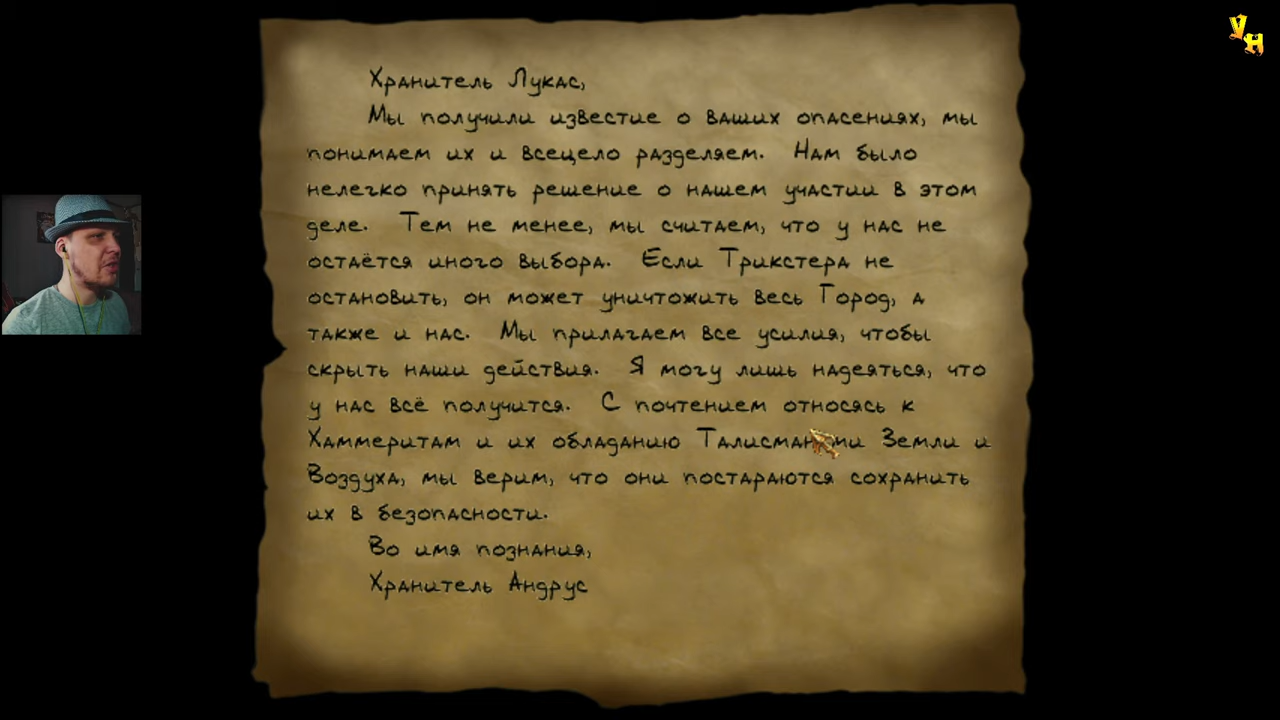 УН
Хранитель Лукас,
Мы получили известие о ваших опасениях, мы
понимаем их и всецело разделяем. Нам было
нелегко принять решение о нашем участии в этом
деле. Тем не менее, мы считаем, что у нас не
остаётся иного выбора. Если Трикстера не
остановить, он может уничтожить весь Город, а
также и нас. Мы прилагаем все усилия, чтобы
скрыть наши действия. Я могу лишь надеяться, что
у нас всё получится. С почтением относясь к
Хаммеритам и их обладанию Талисманами Земли и
Воздуха, мы верим, что они постараются сохранить
их в безопасности.
Во имя познания,
Хранитель Андрус